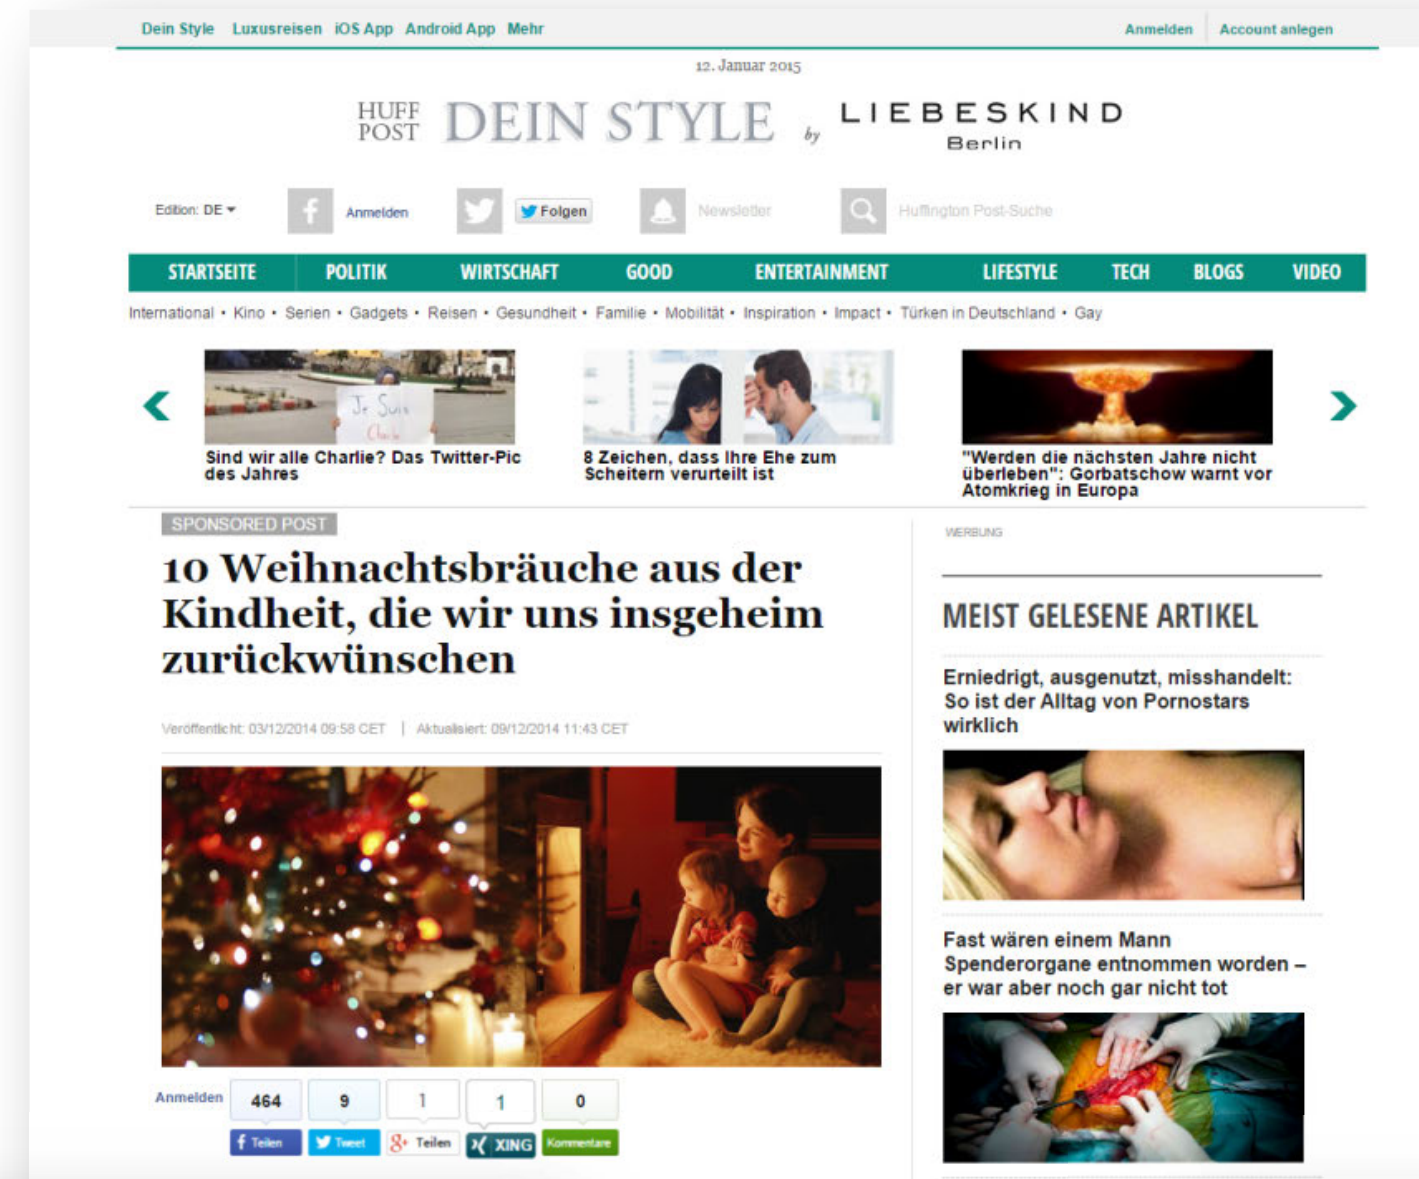 Dein Style Luxusreisen iOS App Android App Mehr
Anmelden Account anlegen
12. Januar 2015
HUFF POST DEIN STYLE by LIEBESKIND Berlin
Edition: DE Anmelden Folgen Newsletter Huffington Post-Suche
STARTSEITE POLITIK WIRTSCHAFT GOOD ENTERTAINMENT LIFESTYLE TECH BLOGS VIDEO
International • Kino • Serien • Gadgets • Reisen • Gesundheit • Familie • Mobilität • Inspiration • Impact • Türken in Deutschland • Gay
Je Suis
Charlie
Sind wir alle Charlie? Das Twitter-Pic
des Jahres
8 Zeichen, dass Ihre Ehe zum
Scheitern verurteilt ist
"Werden die nächsten Jahre nicht
überleben": Gorbatschow warnt vor
Atomkrieg in Europa
SPONSORED POST
10 Weihnachtsbräuche aus der
Kindheit, die wir uns insgeheim
zurückwünschen
Veröffentlicht: 03/12/2014 09:58 CET | Aktualisiert: 09/12/2014 11:43 CET
Anmelden 464 9 1 1 0
f Teilen Tweet g+ Teilen XING Kommentare
WERBUNG
MEIST GELESENE ARTIKEL
Erniedrigt, ausgenutzt, misshandelt:
So ist der Alltag von Pornostars
wirklich
Fast wären einem Mann
Spenderorgane entnommen worden –
er war aber noch gar nicht tot